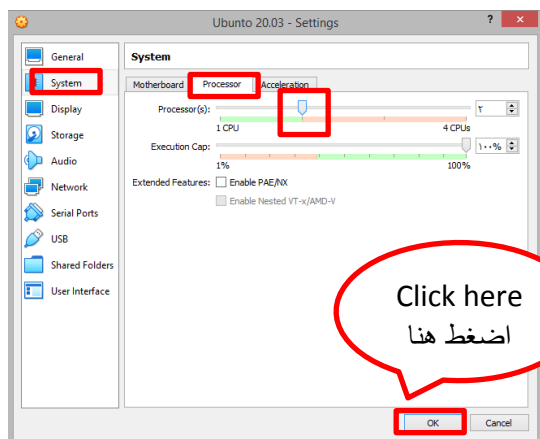 Ubunto 20.03 - Settings
? ×
General
System
Display
Storage
Audio
Network
Serial Ports
USB
Shared Folders
User Interface
System
Motherboard Processor Acceleration
Processor(s): ٢
1 CPU 4 CPUs
Execution Cap: ١٠٠%
1% 100%
Extended Features: Enable PAE/NX
Enable Nested VT-x/AMD-V
Click here
اضغط هنا
OK Cancel